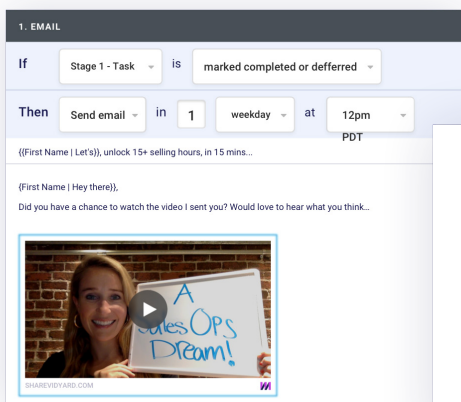 1. EMAIL
If Stage 1 - Task is marked completed or defferred
Then Send email in 1 weekday at 12pm
PDT
{{First Name | Let's}}, unlock 15+ selling hours, in 15 mins...
{First Name | Hey there}},
Did you have a chance to watch the video I sent you? Would love to hear what you think...
A
Sales Ops
Dream!
SHAREVIDYARD.COM